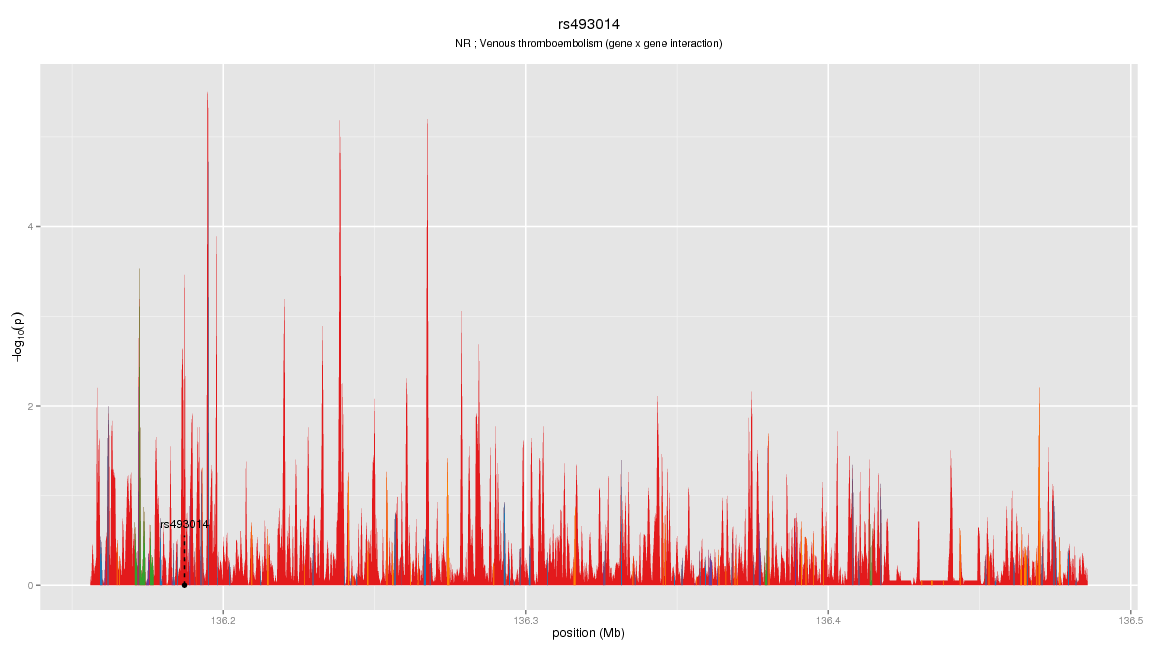 rs493014
NR ; Venous thromboembolism (gene x gene interaction)
−log10(p)
4
2
0
rs493014
136.2
136.3
136.4
136.5
position (Mb)